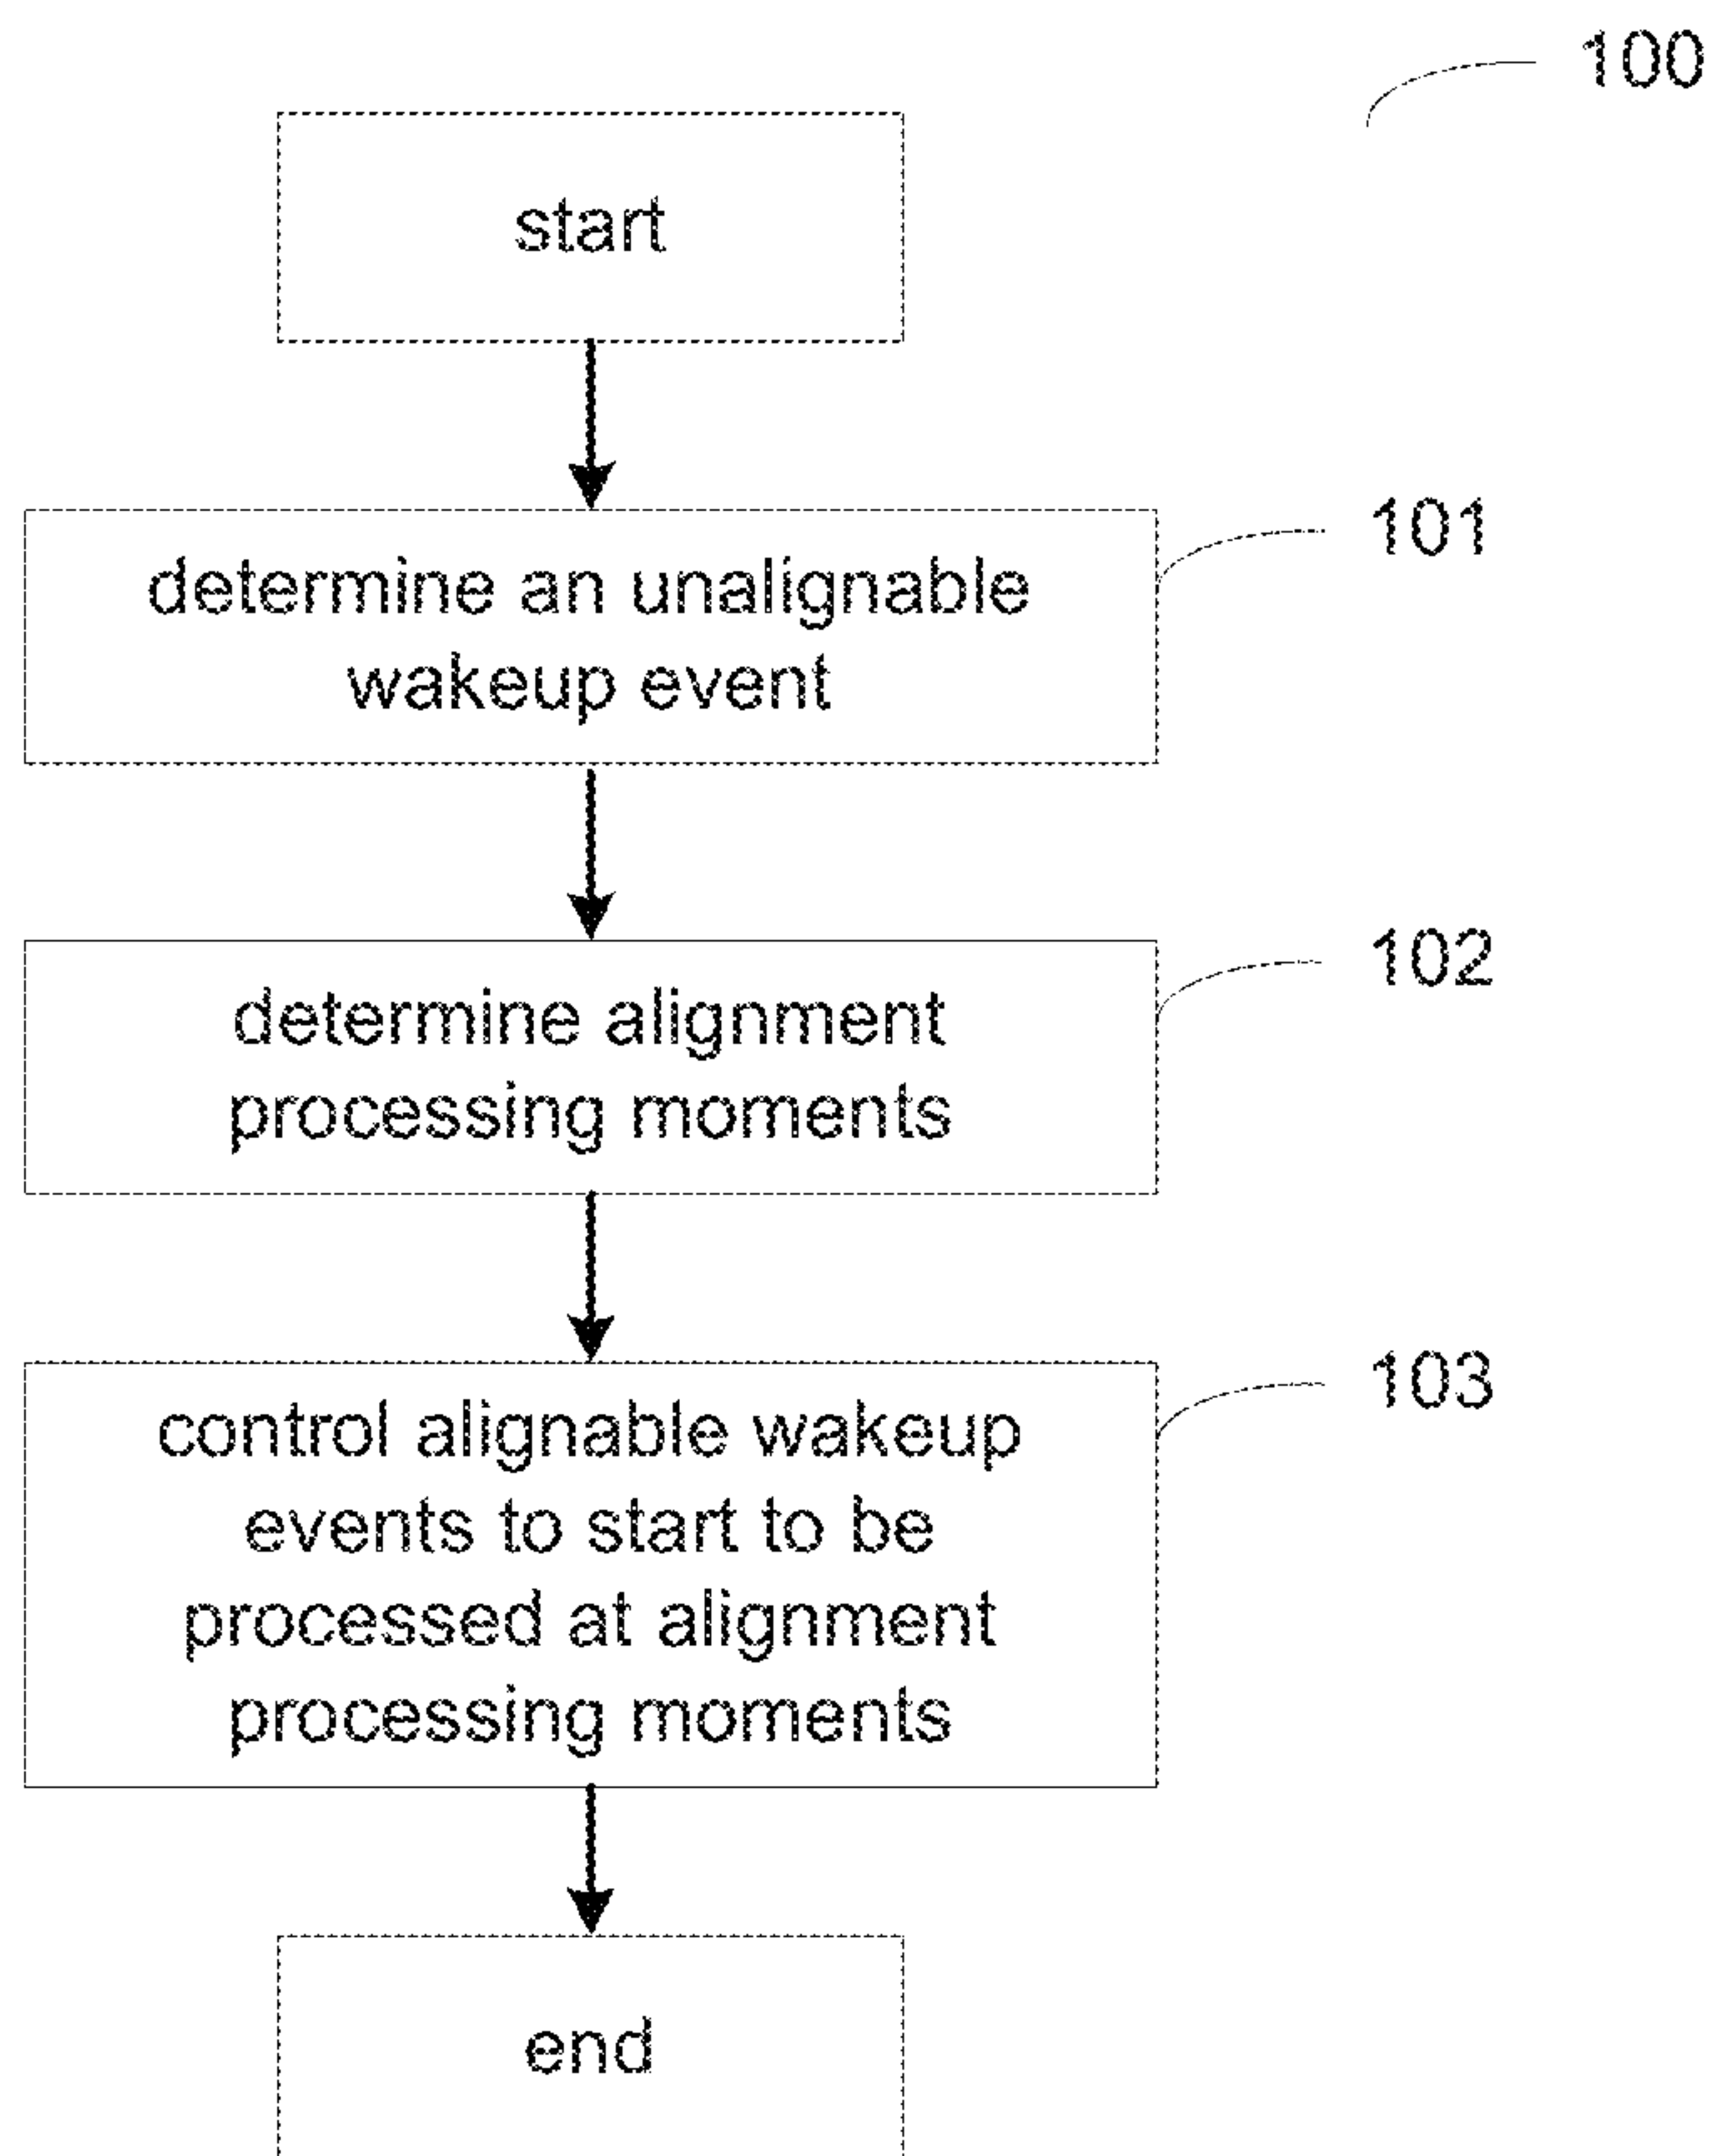 100
start
determine an unalignable
wakeup event
101
determine alignment
processing moments
102
control alignable wakeup
events to start to be
processed at alignment
processing moments
103
end